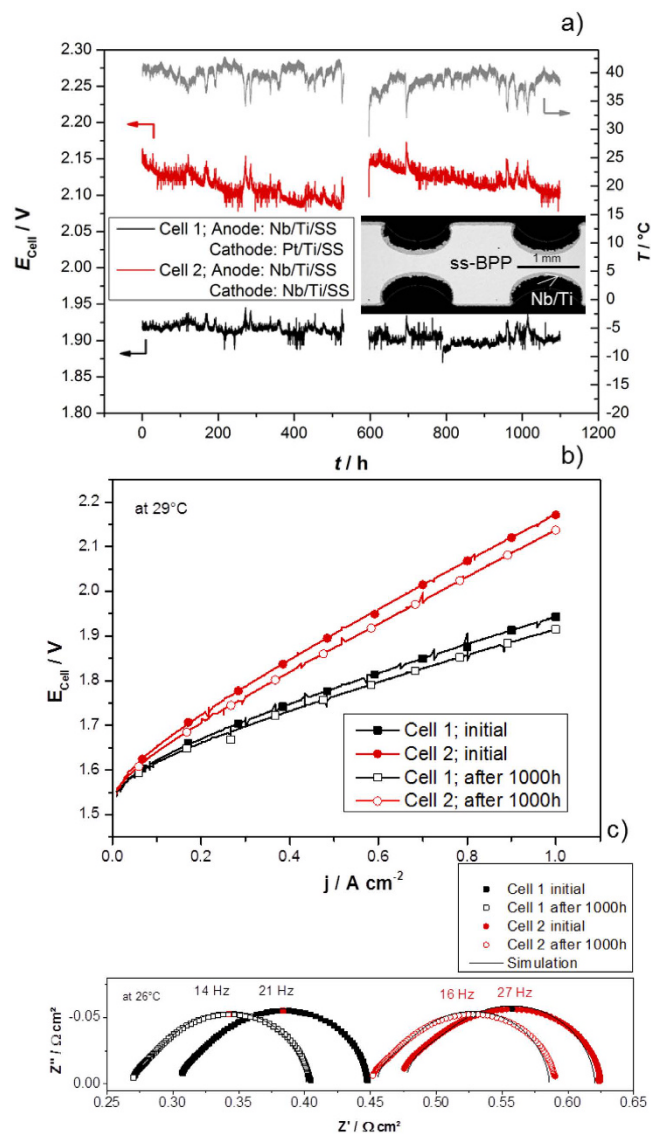 a)
2.30
2.25
2.20
2.15
2.10
2.05
2.00
1.95
1.90
1.85
1.80
E_Cell / V
40
35
30
25
20
15
10
5
0
-5
-10
-15
-20
T / °C
Cell 1; Anode: Nb/Ti/SS
Cathode: Pt/Ti/SS
Cell 2; Anode: Nb/Ti/SS
Cathode: Nb/Ti/SS
ss-BPP
1 mm
Nb/Ti
0 200 400 600 800 1000 1200
t / h
b)
at 29°C
2.2
2.1
2.0
1.9
1.8
1.7
1.6
1.5
E_Cell / V
Cell 1; initial
Cell 2; initial
Cell 1; after 1000h
Cell 2; after 1000h
0.0 0.2 0.4 0.6 0.8 1.0
j / A cm⁻²
c)
Cell 1 initial
Cell 1 after 1000h
Cell 2 initial
Cell 2 after 1000h
Simulation
at 26°C
14 Hz 21 Hz 16 Hz 27 Hz
-0.05
0.00
Z'' / Ω cm²
0.25 0.30 0.35 0.40 0.45 0.50 0.55 0.60 0.65
Z' / Ω cm²